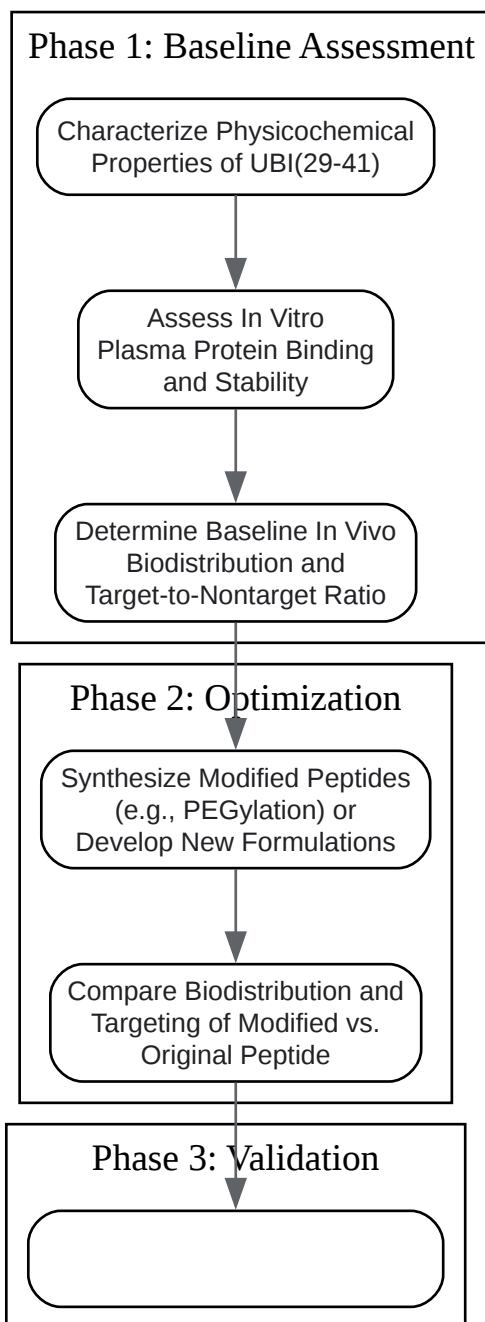 Phase 1: Baseline Assessment
Characterize Physicochemical
Properties of UBI(29-41)
Assess In Vitro
Plasma Protein Binding
and Stability
Determine Baseline In Vivo
Biodistribution and
Target-to-Nontarget Ratio
Phase 2: Optimization
Synthesize Modified Peptides
(e.g., PEGylation) or
Develop New Formulations
Compare Biodistribution and
Targeting of Modified vs.
Original Peptide
Phase 3: Validation